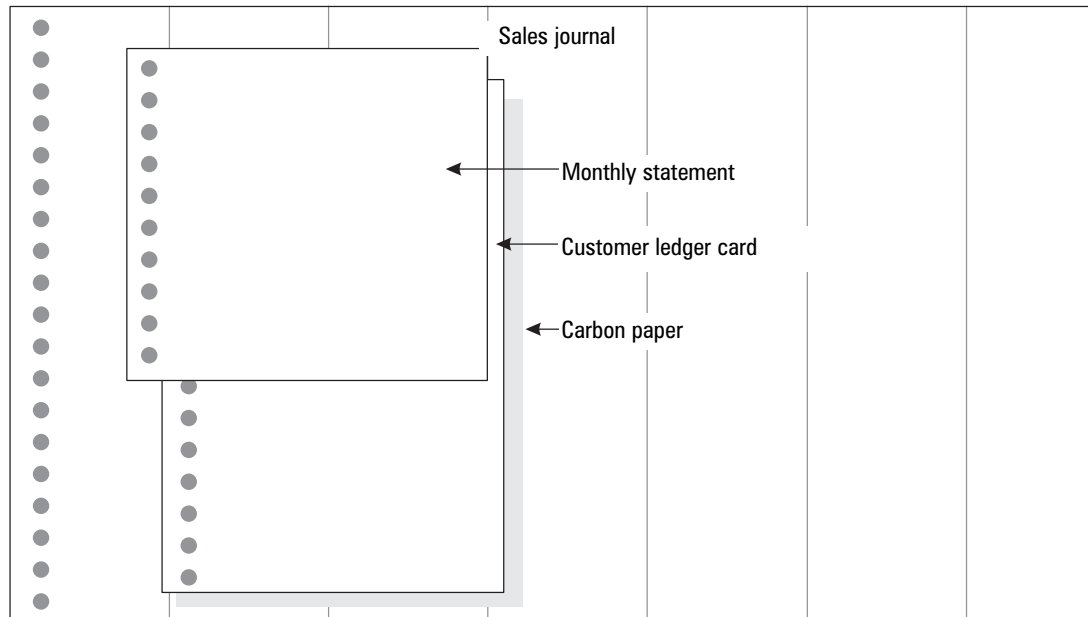 Sales journal
Monthly statement
Customer ledger card
Carbon paper